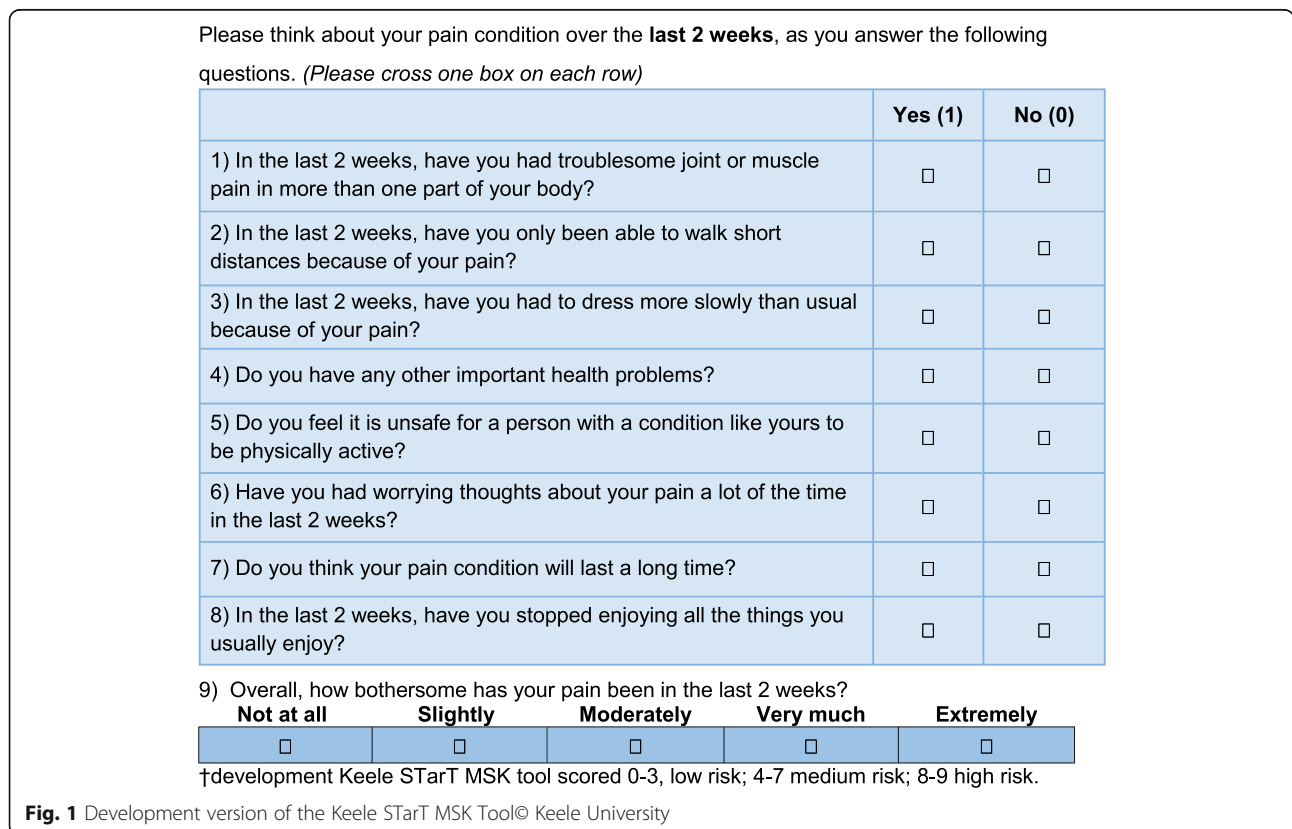 Please think about your pain condition over the last 2 weeks, as you answer the following
questions. (Please cross one box on each row)
Yes (1) No (0)
1) In the last 2 weeks, have you had troublesome joint or muscle
pain in more than one part of your body?
2) In the last 2 weeks, have you only been able to walk short
distances because of your pain?
3) In the last 2 weeks, have you had to dress more slowly than usual
because of your pain?
4) Do you have any other important health problems?
5) Do you feel it is unsafe for a person with a condition like yours to
be physically active?
6) Have you had worrying thoughts about your pain a lot of the time
in the last 2 weeks?
7) Do you think your pain condition will last a long time?
8) In the last 2 weeks, have you stopped enjoying all the things you
usually enjoy?
9) Overall, how bothersome has your pain been in the last 2 weeks?
Not at all Slightly Moderately Very much Extremely
†development Keele STarT MSK tool scored 0-3, low risk; 4-7 medium risk; 8-9 high risk.
Fig. 1 Development version of the Keele STarT MSK Tool© Keele University